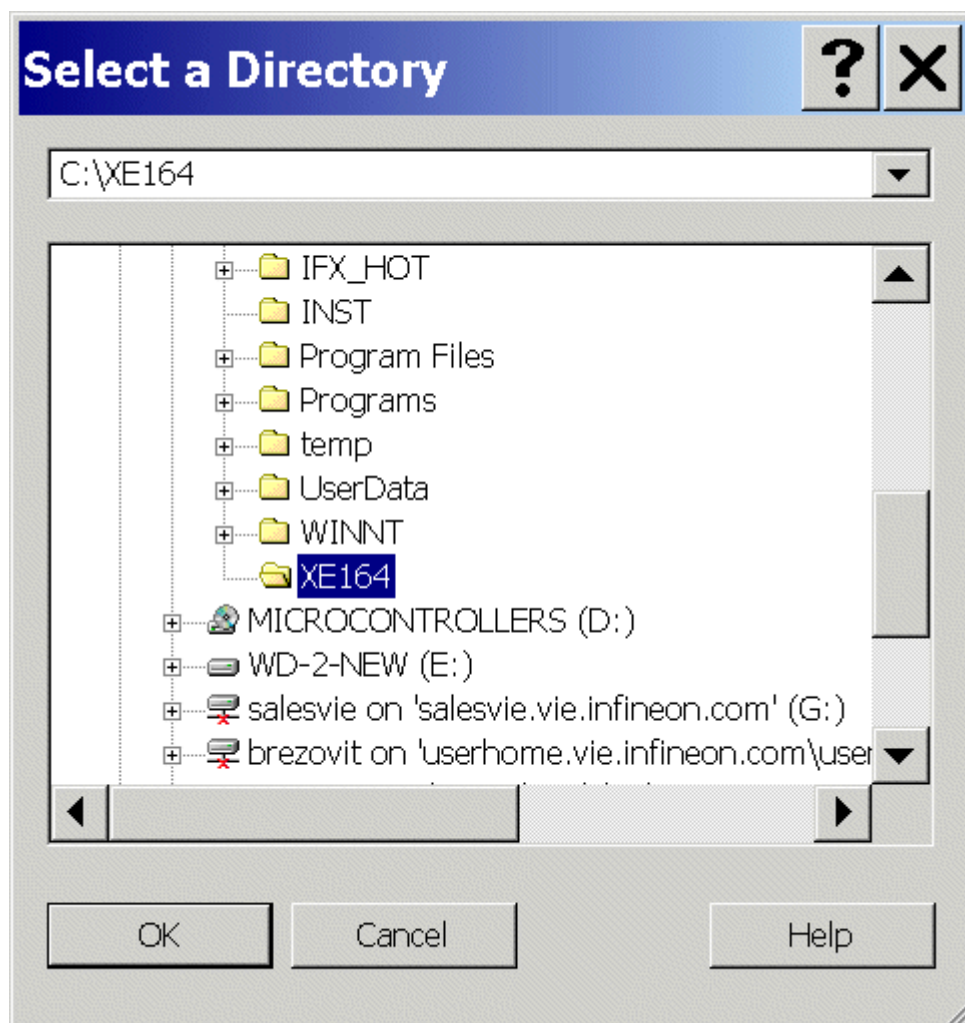 Select a Directory
C:\XE164
IFX_HOT
INST
Program Files
Programs
temp
UserData
WINNT
XE164
MICROCONTROLLERS (D:)
WD-2-NEW (E:)
salesvie on 'salesvie.vie.infineon.com' (G:)
brezovit on 'userhome.vie.infineon.com\user
OK Cancel Help